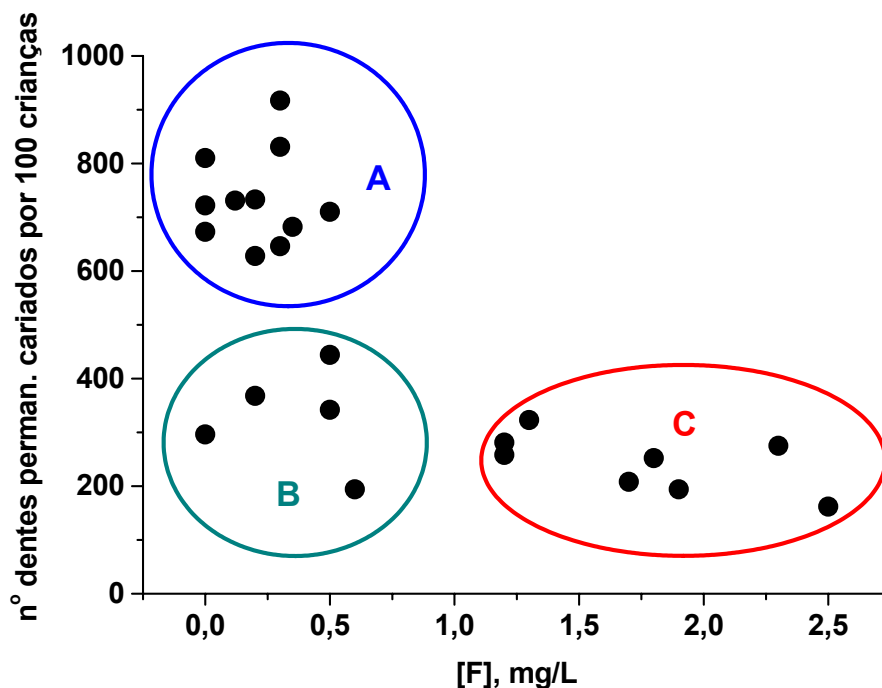 nº dentes perman. cariados por 100 crianças
1000
800
600
400
200
0
A
B
C
0,0 0,5 1,0 1,5 2,0 2,5
[F], mg/L